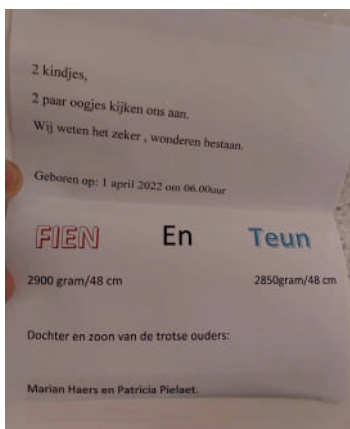 2 kindjes,
2 paar oogjes kijken ons aan.
Wij weten het zeker , wonderen bestaan.
Geboren op: 1 april 2022 om 06.00uur
FIEN En Teun
2900 gram/48 cm 2850gram/48 cm
Dochter en zoon van de trotse ouders:
Marian Haers en Patricia Pielaet.